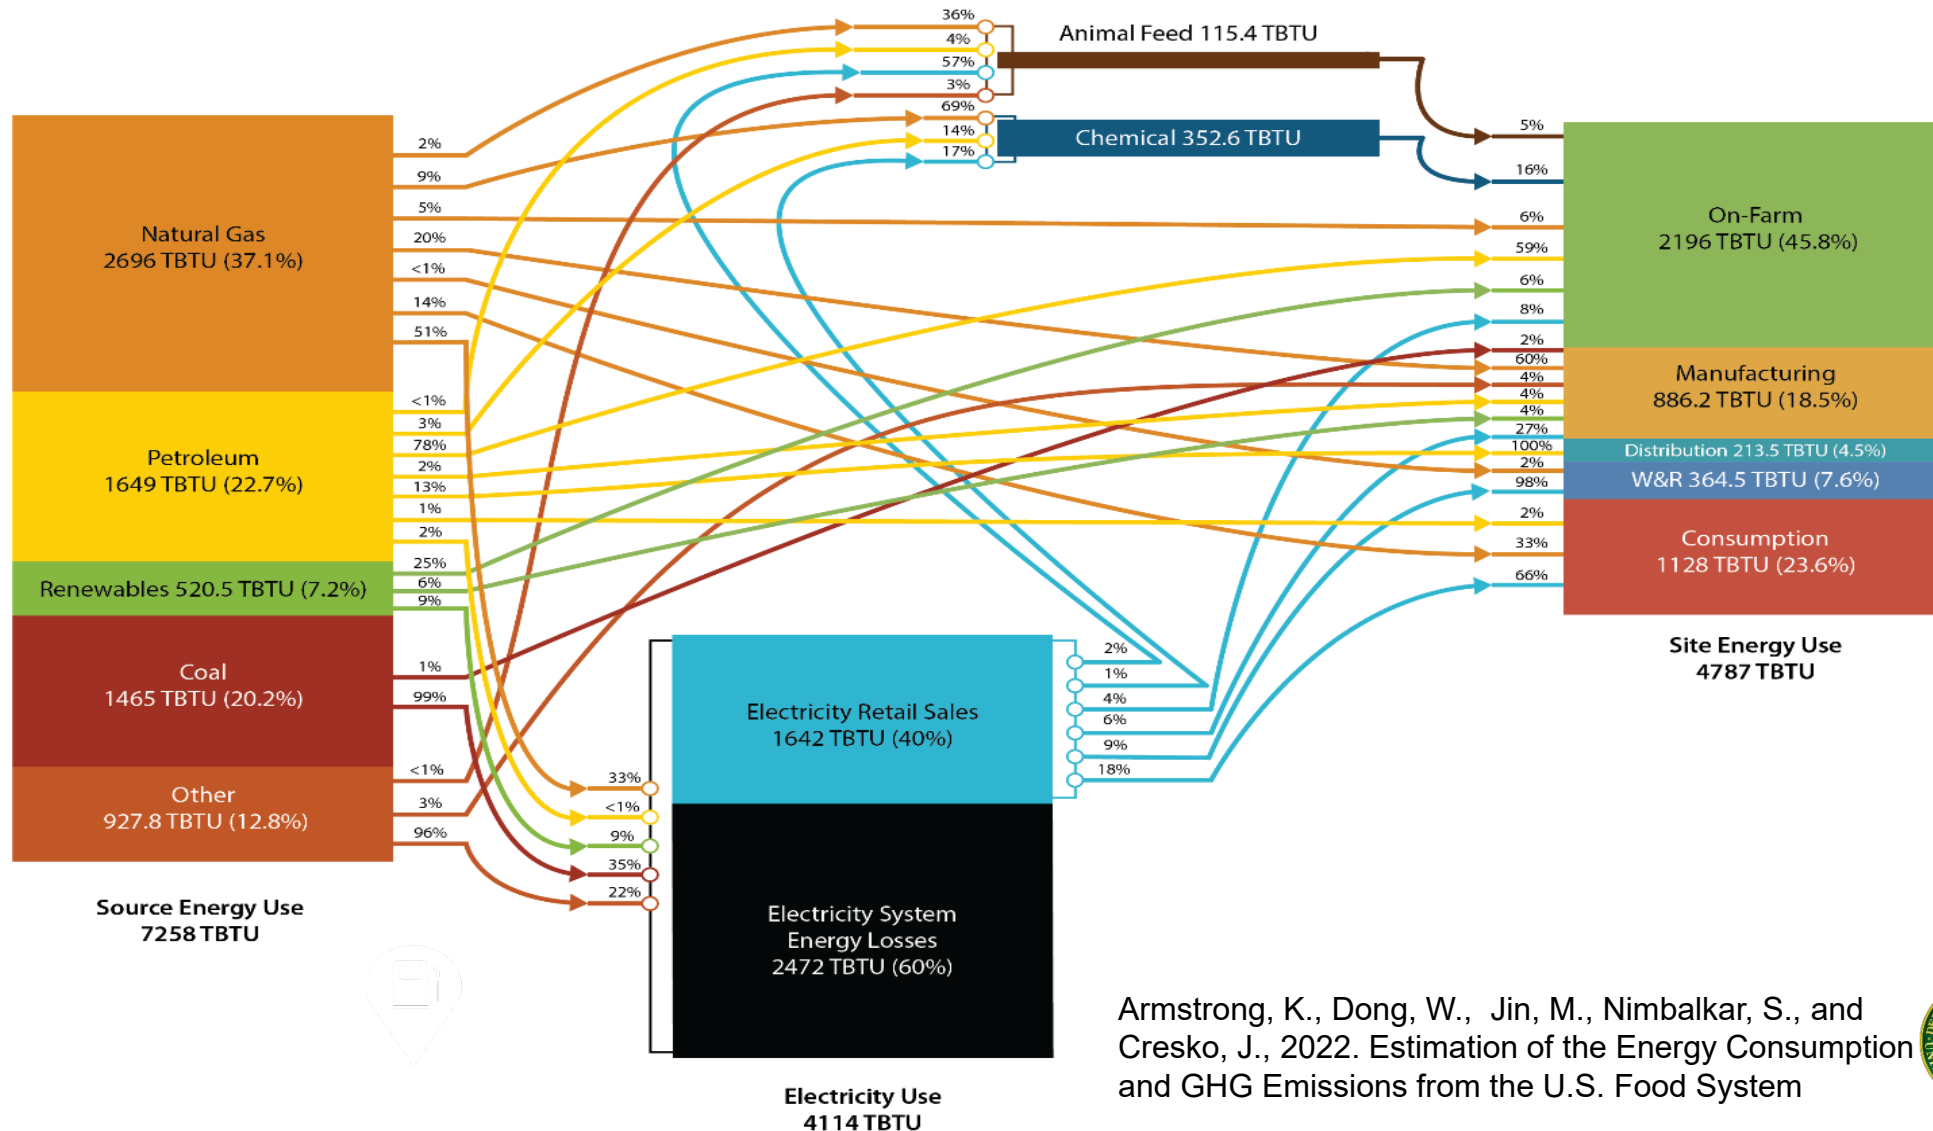 36%
4%
57%
3%
69%
14%
17%
Animal Feed 115.4 TBTU
Chemical 352.6 TBTU
Natural Gas
2696 TBTU (37.1%)
2%
9%
5%
20%
<1%
14%
51%
Petroleum
1649 TBTU (22.7%)
<1%
3%
78%
2%
13%
1%
2%
Renewables 520.5 TBTU (7.2%)
25%
6%
9%
Coal
1465 TBTU (20.2%)
1%
99%
Other
927.8 TBTU (12.8%)
<1%
3%
96%
Source Energy Use
7258 TBTU
33%
<1%
9%
35%
22%
Electricity Retail Sales
1642 TBTU (40%)
Electricity System
Energy Losses
2472 TBTU (60%)
Electricity Use
4114 TBTU
2%
1%
4%
6%
9%
18%
5%
16%
6%
59%
6%
8%
2%
60%
4%
4%
4%
27%
100%
2%
98%
2%
33%
66%
On-Farm
2196 TBTU (45.8%)
Manufacturing
886.2 TBTU (18.5%)
Distribution 213.5 TBTU (4.5%)
W&R 364.5 TBTU (7.6%)
Consumption
1128 TBTU (23.6%)
Site Energy Use
4787 TBTU
Armstrong, K., Dong, W., Jin, M., Nimbalkar, S., and
Cresko, J., 2022. Estimation of the Energy Consumption
and GHG Emissions from the U.S. Food System